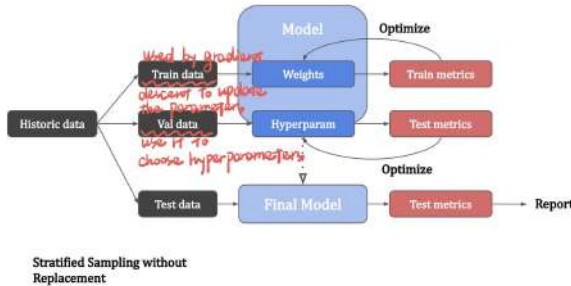 Model
Optimize
used by gradient
Train data
Weights
Train metrics
descent to update
the parameters
Historic data
Val data
Hyperparam
Test metrics
use it to
choose hyperparameters
Optimize
Test data
Final Model
Test metrics
Report
Stratified Sampling without
Replacement